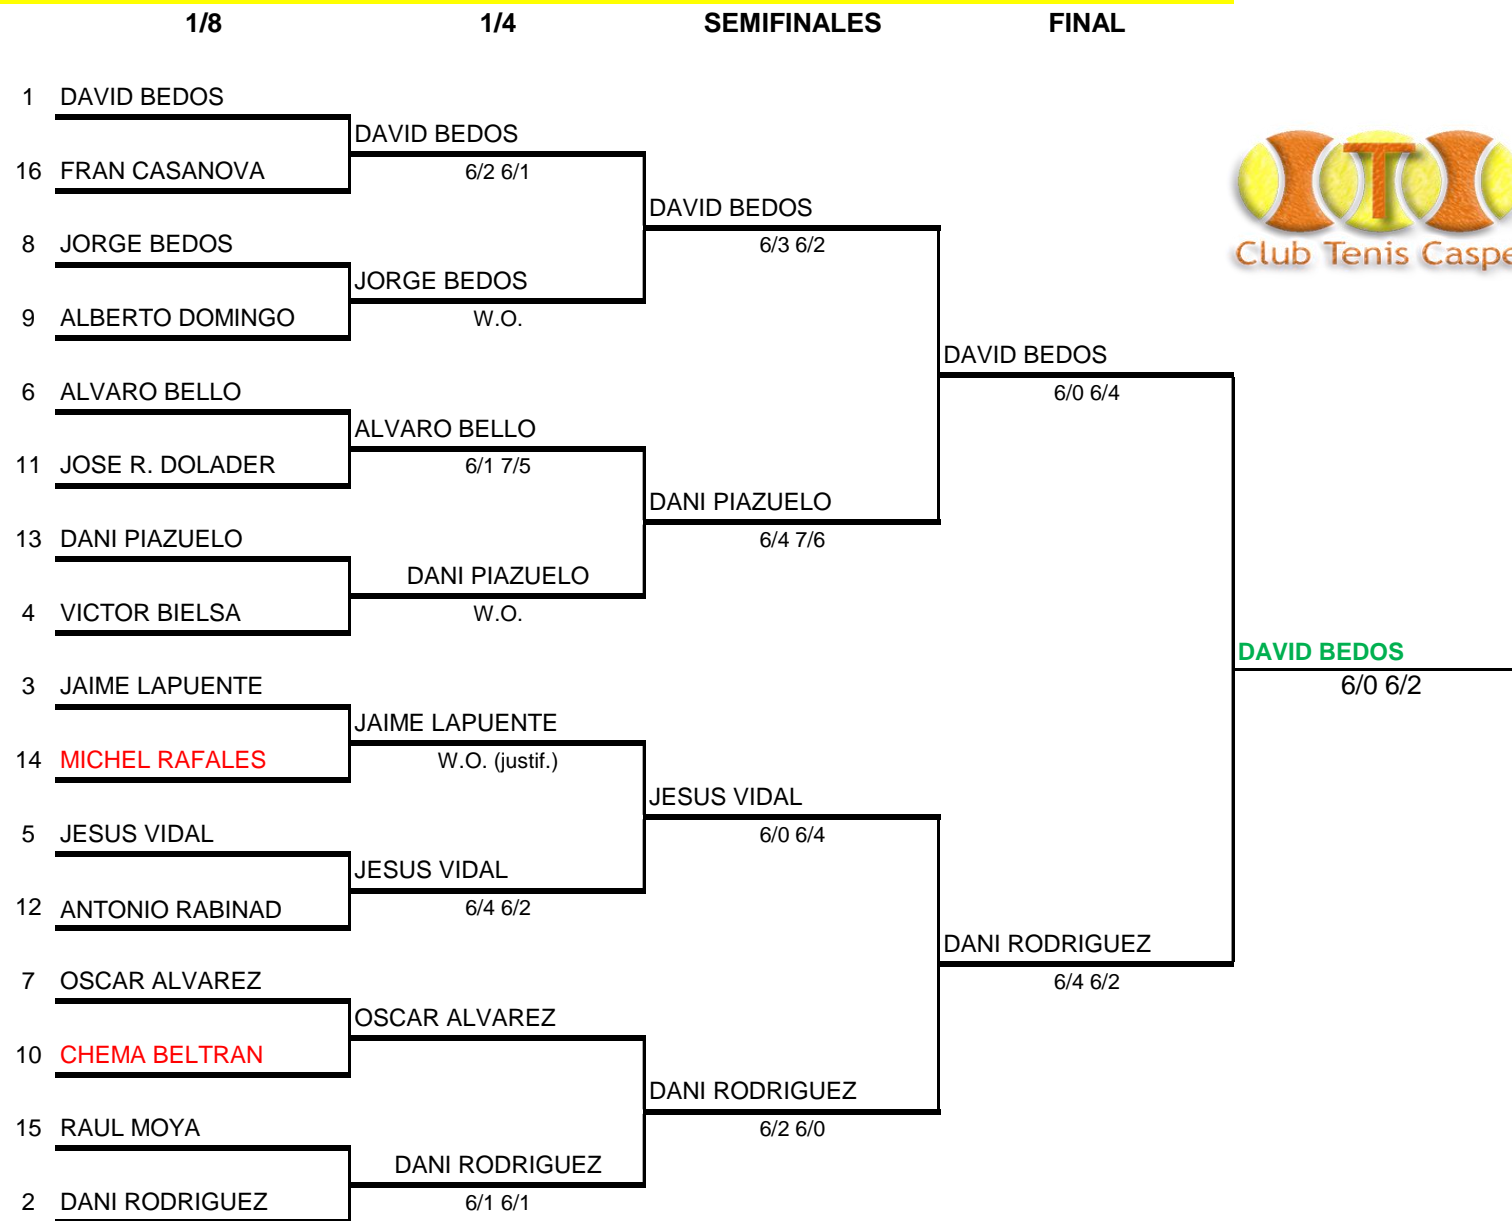 1/8 1/4 SEMIFINALES FINAL
1 DAVID BEDOS
DAVID BEDOS
16 FRAN CASANOVA 6/2 6/1
DAVID BEDOS
8 JORGE BEDOS 6/3 6/2
Club Tenis Caspe
JORGE BEDOS
9 ALBERTO DOMINGO W.O.
DAVID BEDOS
6 ALVARO BELLO 6/0 6/4
ALVARO BELLO
11 JOSE R. DOLADER 6/1 7/5
DANI PIAZUELO
13 DANI PIAZUELO 6/4 7/6
DANI PIAZUELO
4 VICTOR BIELSA W.O.
DAVID BEDOS
3 JAIME LAPUENTE 6/0 6/2
JAIME LAPUENTE
14 MICHEL RAFALES W.O. (justif.)
JESUS VIDAL
5 JESUS VIDAL 6/0 6/4
JESUS VIDAL
12 ANTONIO RABINAD 6/4 6/2
DANI RODRIGUEZ
7 OSCAR ALVAREZ 6/4 6/2
OSCAR ALVAREZ
10 CHEMA BELTRAN
DANI RODRIGUEZ
15 RAUL MOYA 6/2 6/0
DANI RODRIGUEZ
2 DANI RODRIGUEZ 6/1 6/1